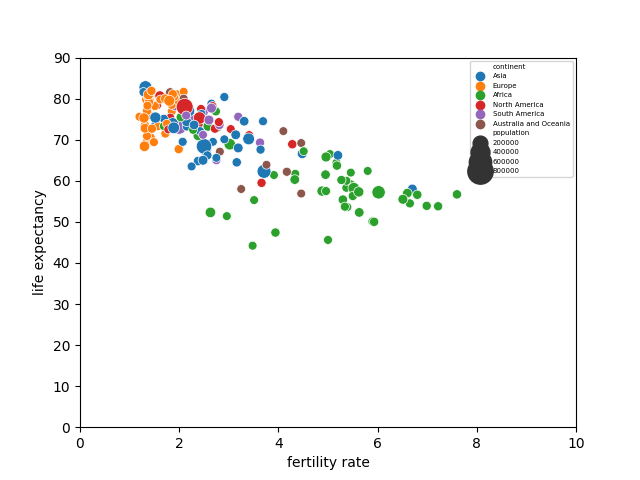 90
80
70
60
50
40
30
20
10
0
life expectancy
0 2 4 6 8 10
fertility rate
continent
Asia
Europe
Africa
North America
South America
Australia and Oceania
population
200000
400000
600000
800000